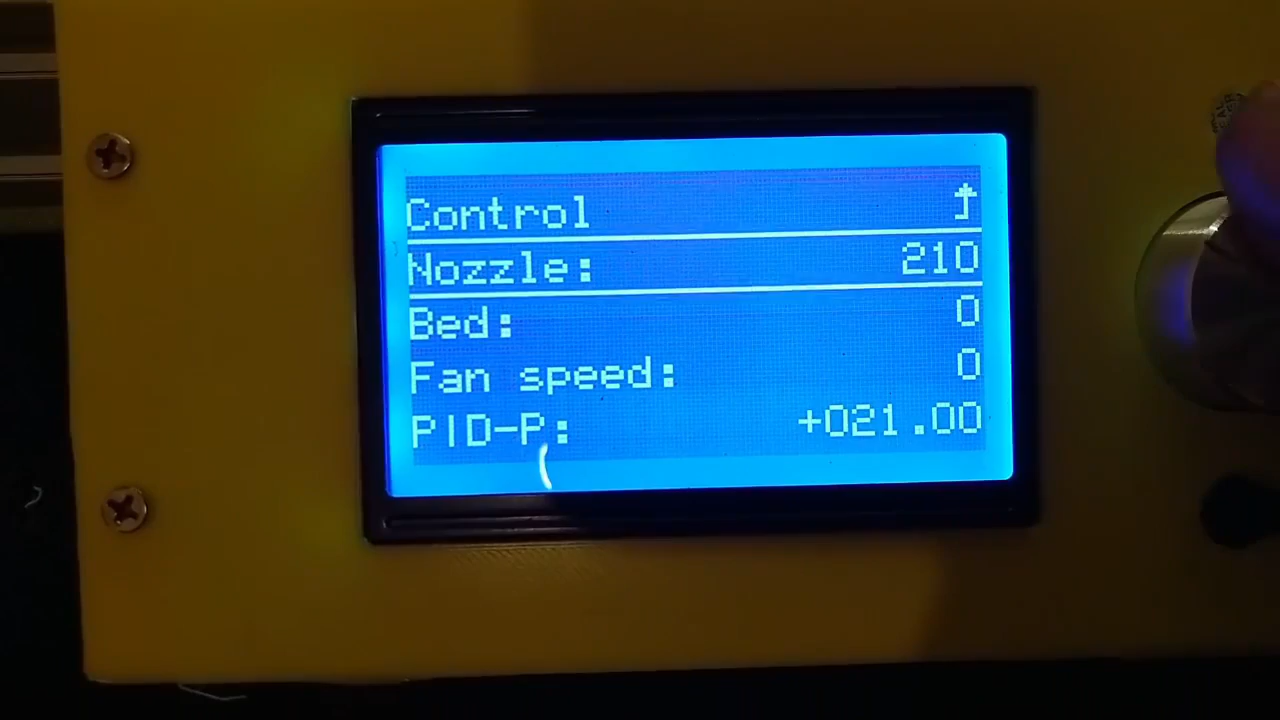 Control ⮥
Nozzle: 210
Bed: 0
Fan speed: 0
PID-P: +021.00